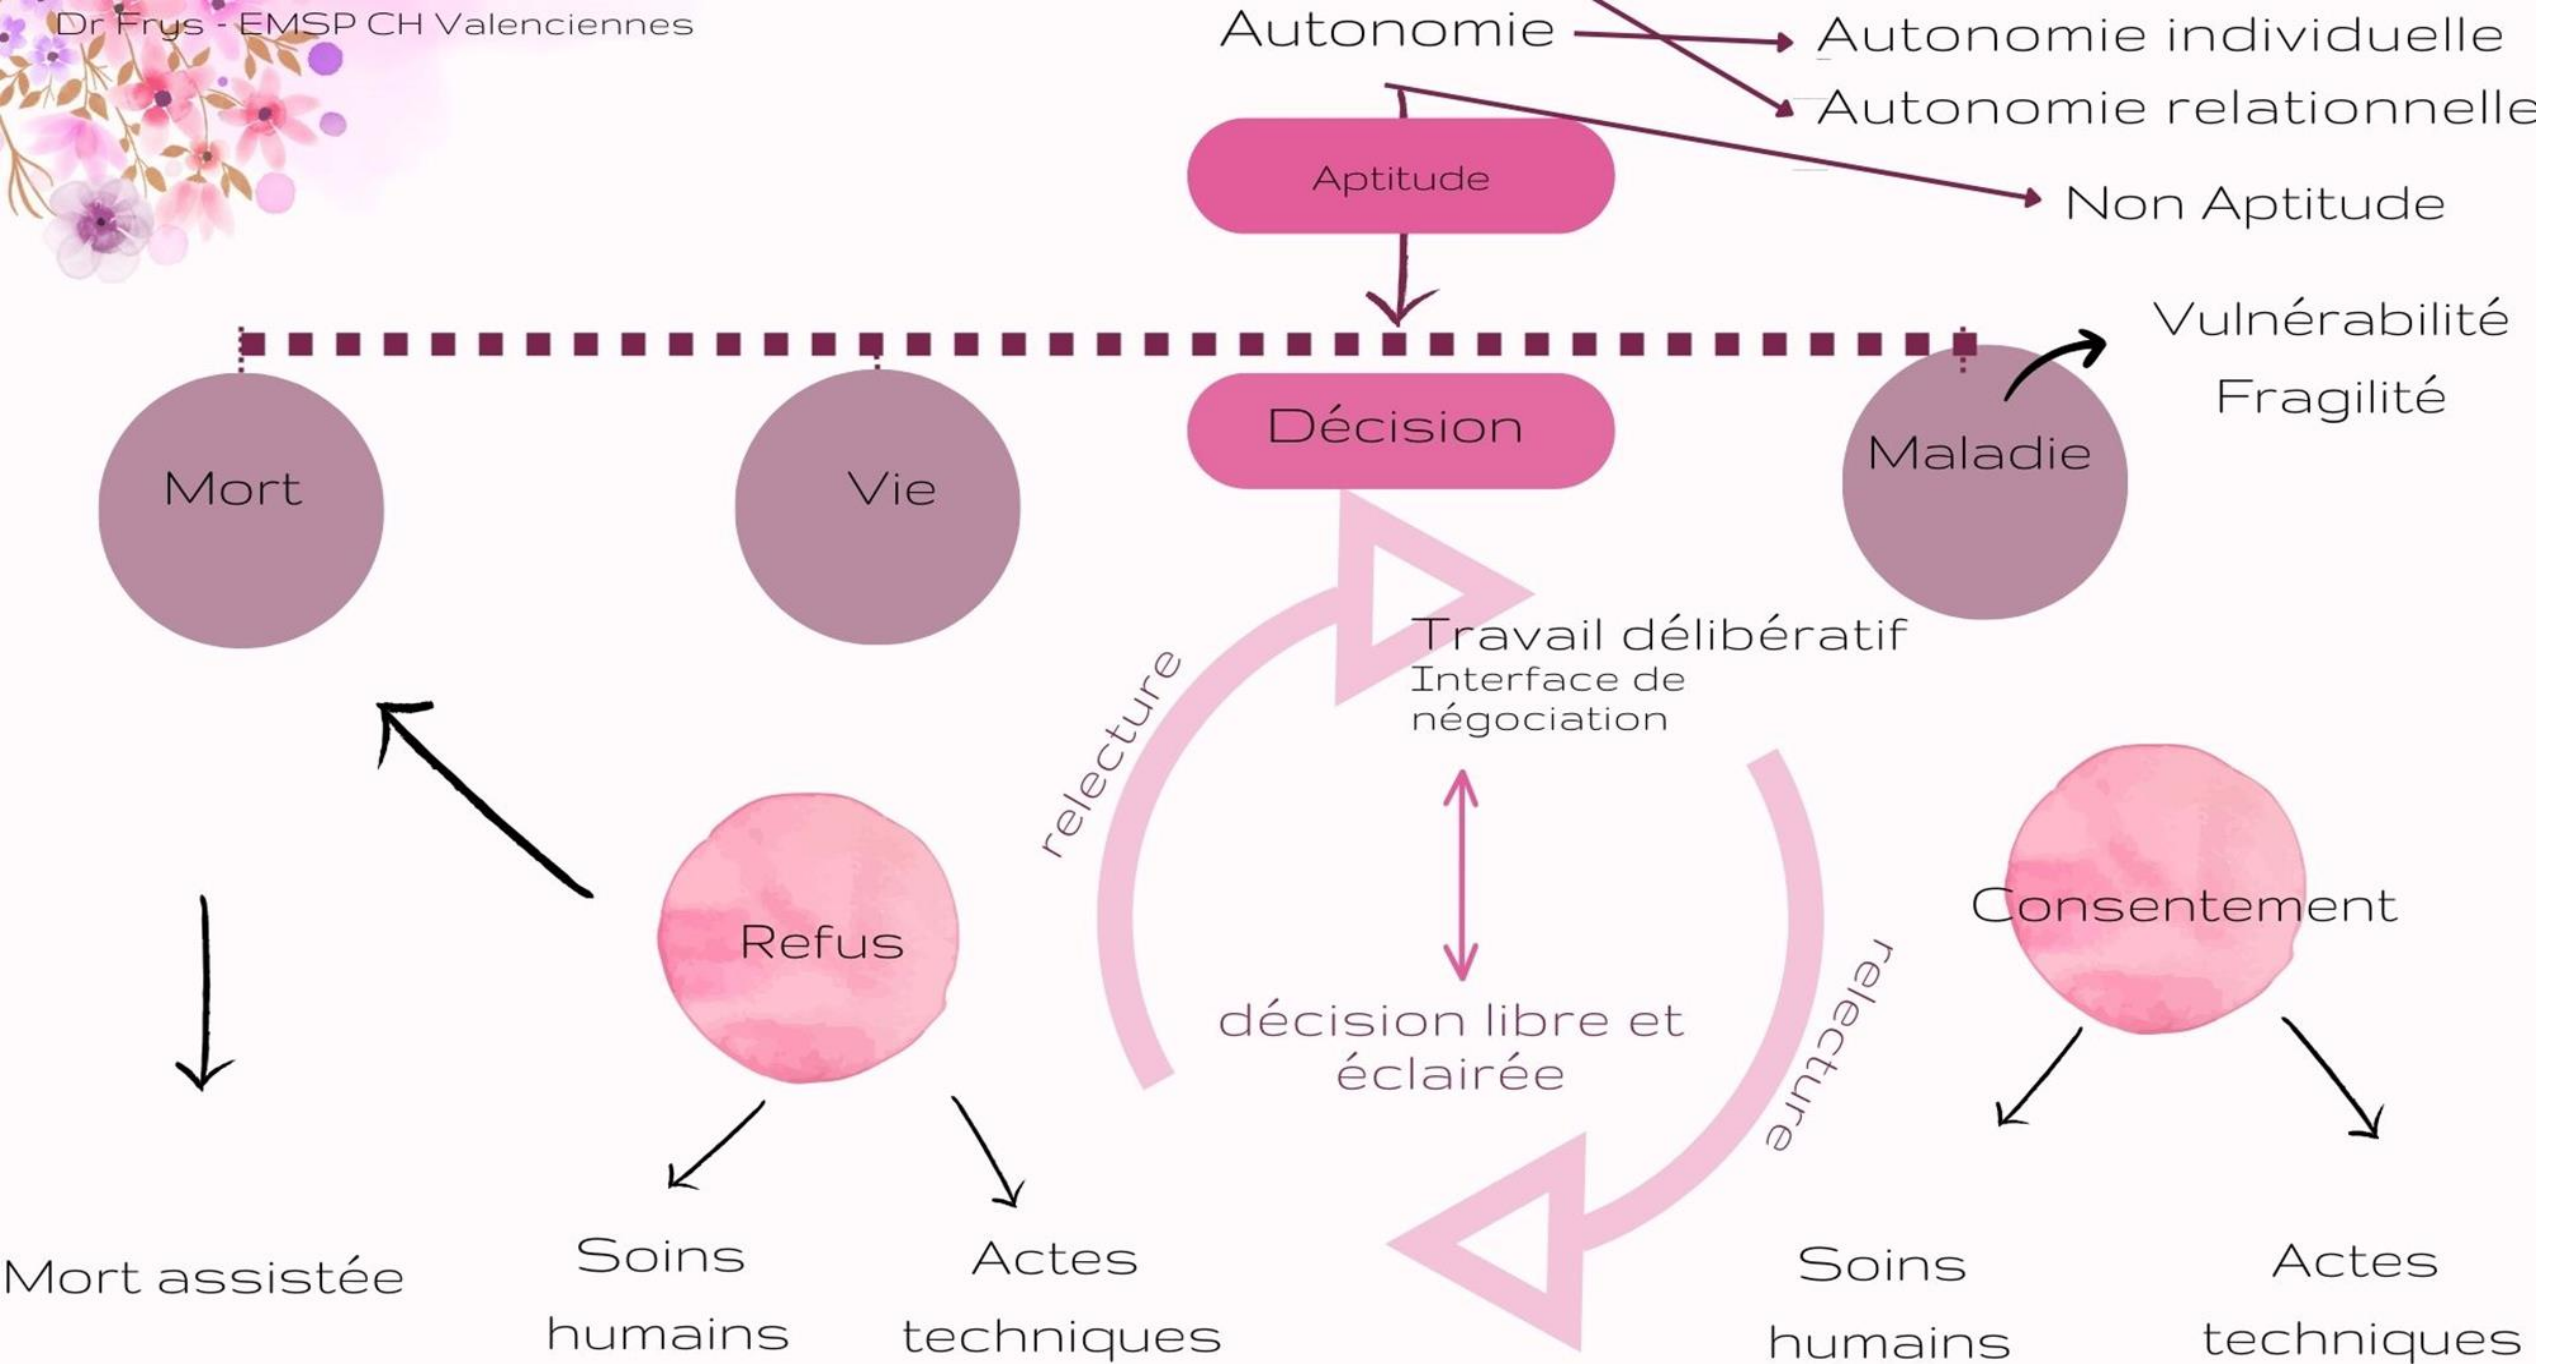 Dr Frys - EMSP CH Valenciennes
Autonomie
Autonomie individuelle
Autonomie relationnelle
Aptitude
Non Aptitude
Vulnérabilité
Fragilité
Mort
Vie
Décision
Maladie
Travail délibératif
Interface de
négociation
relecture
Refus
Consentement
relecture
décision libre et
éclairée
Mort assistée
Soins
humains
Actes
techniques
Soins
humains
Actes
techniques